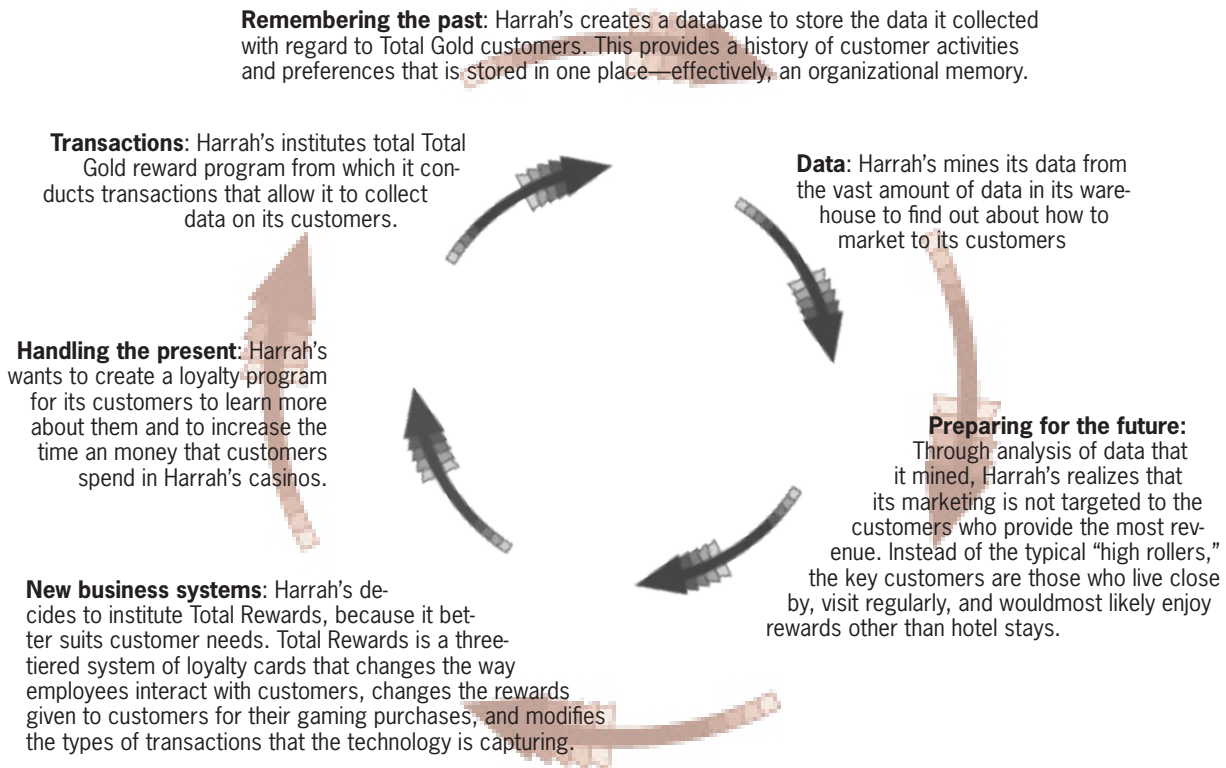 Remembering the past: Harrah's creates a database to store the data it collected
with regard to Total Gold customers. This provides a history of customer activities
and preferences that is stored in one place—effectively, an organizational memory.
Transactions: Harrah's institutes total Total
Gold reward program from which it con-
ducts transactions that allow it to collect
data on its customers.
Data: Harrah's mines its data from
the vast amount of data in its ware-
house to find out about how to
market to its customers
Handling the present: Harrah's
wants to create a loyalty program
for its customers to learn more
about them and to increase the
time an money that customers
spend in Harrah's casinos.
Preparing for the future:
Through analysis of data that
it mined, Harrah's realizes that
its marketing is not targeted to the
customers who provide the most rev-
enue. Instead of the typical “high rollers,”
the key customers are those who live close
by, visit regularly, and wouldmost likely enjoy
rewards other than hotel stays.
New business systems: Harrah's de-
cides to institute Total Rewards, because it bet-
ter suits customer needs. Total Rewards is a three-
tiered system of loyalty cards that changes the way
employees interact with customers, changes the rewards
given to customers for their gaming purchases, and modifies
the types of transactions that the technology is capturing.